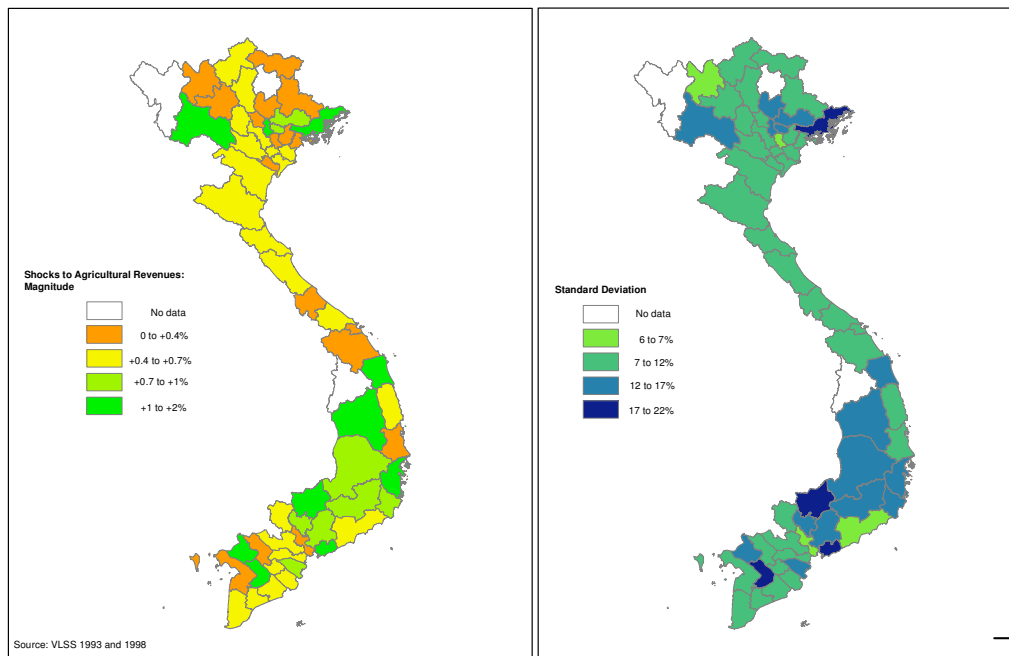 Shocks to Agricultural Revenues:
Magnitude
No data
0 to +0.4%
+0.4 to +0.7%
+0.7 to +1%
+1 to +2%
Source: VLSS 1993 and 1998
Standard Deviation
No data
6 to 7%
7 to 12%
12 to 17%
17 to 22%